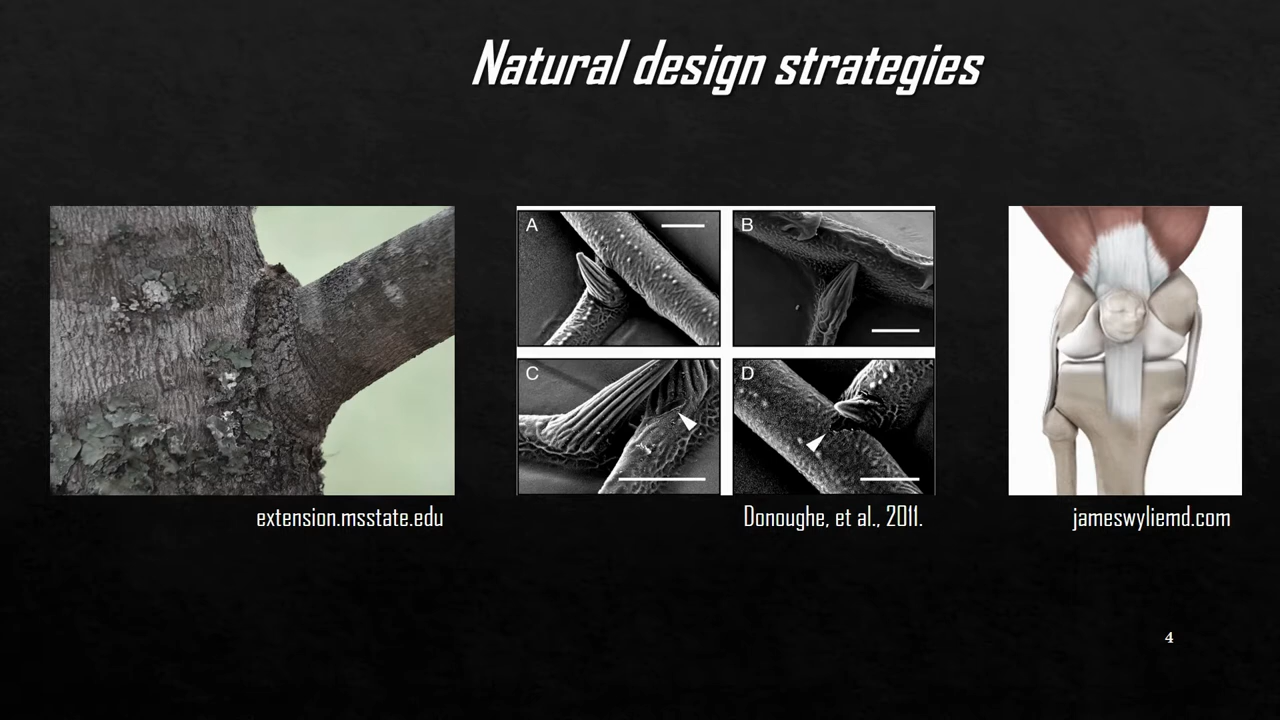 Natural design strategies
A
B
C
D
extension.msstate.edu
Donoughe, et al., 2011.
jameswyliemd.com
4